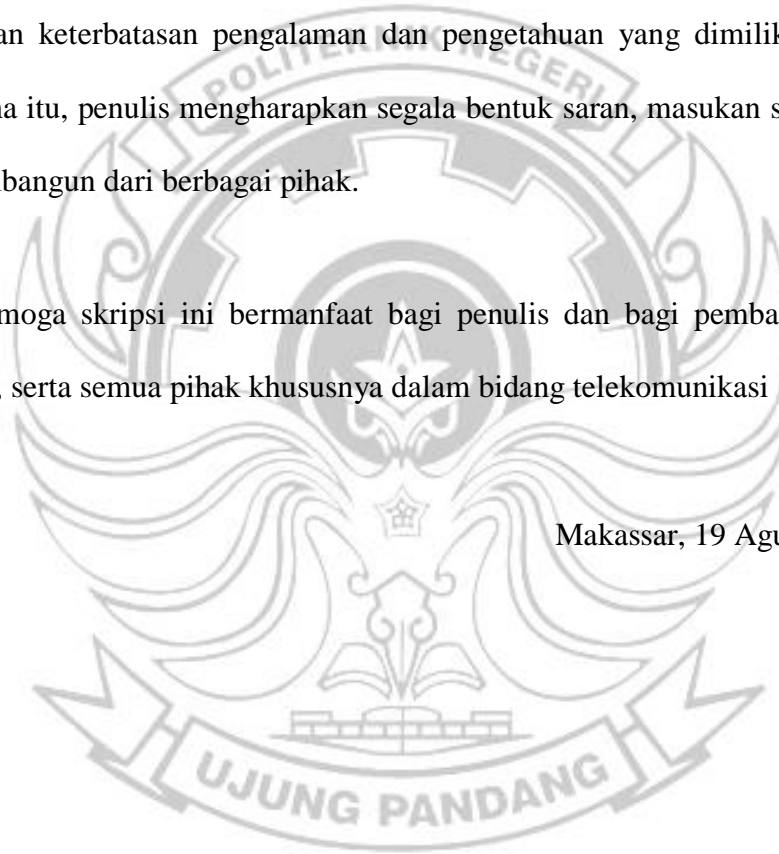 an keterbatasan pengalaman dan pengetahuan yang dimilik
POLITEKNIK NEGERI
na itu, penulis mengharapkan segala bentuk saran, masukan s
bangun dari berbagai pihak.
moga skripsi ini bermanfaat bagi penulis dan bagi pemba
, serta semua pihak khususnya dalam bidang telekomunikasi
Makassar, 19 Agu
UJUNG PANDANG